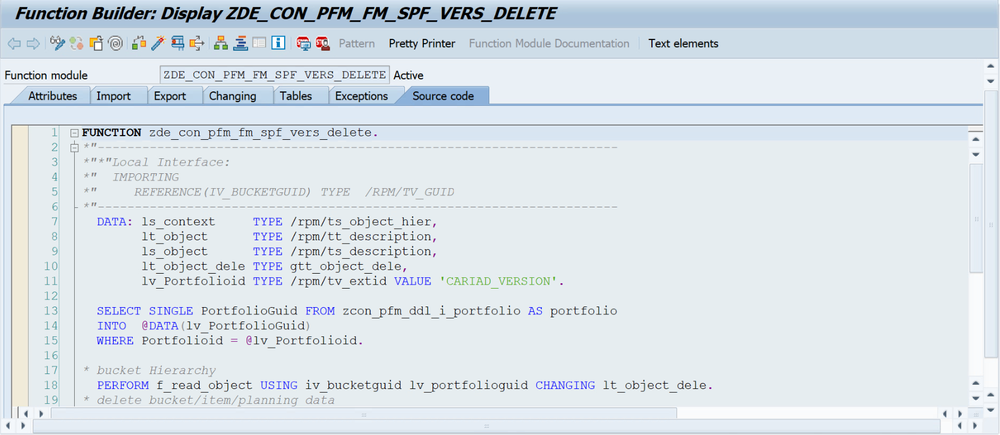 Function Builder: Display ZDE_CON_PFM_FM_SPF_VERS_DELETE
Pattern Pretty Printer Function Module Documentation Text elements
Function module ZDE_CON_PFM_FM_SPF_VERS_DELETE Active
Attributes Import Export Changing Tables Exceptions Source code
1 FUNCTION zde_con_pfm_fm_spf_vers_delete.
2 *"----------------------------------------------------------------------
3 *"*"Local Interface:
4 *"  IMPORTING
5 *"     REFERENCE(IV_BUCKETGUID) TYPE  /RPM/TV_GUID
6 *"----------------------------------------------------------------------
7   DATA: ls_context     TYPE /rpm/ts_object_hier,
8         lt_object      TYPE /rpm/tt_description,
9         ls_object      TYPE /rpm/ts_description,
10         lt_object_dele TYPE gtt_object_dele,
11         lv_Portfolioid TYPE /rpm/tv_extid VALUE 'CARIAD_VERSION'.
12
13   SELECT SINGLE PortfolioGuid FROM zcon_pfm_ddl_i_portfolio AS portfolio
14   INTO  @DATA(lv_PortfolioGuid)
15   WHERE Portfolioid = @lv_Portfolioid.
16
17 * bucket Hierarchy
18   PERFORM f_read_object USING iv_bucketguid lv_portfolioguid CHANGING lt_object_dele.
19 * delete bucket/item/planning data